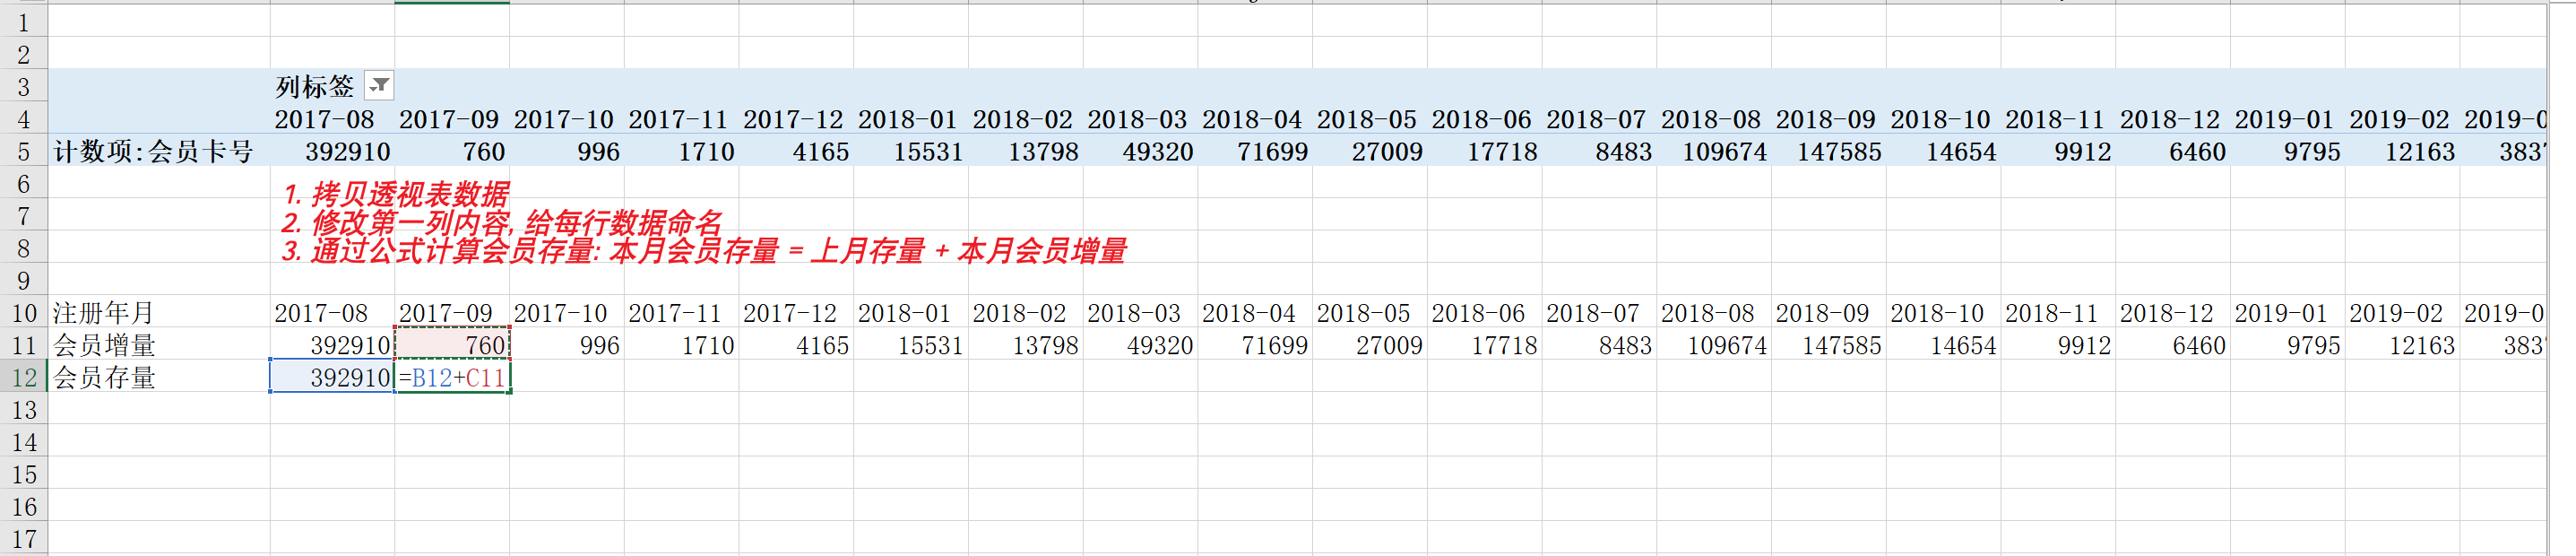 1
2
3 列标签
4 2017-08 2017-09 2017-10 2017-11 2017-12 2018-01 2018-02 2018-03 2018-04 2018-05 2018-06 2018-07 2018-08 2018-09 2018-10 2018-11 2018-12 2019-01 2019-02 2019-0
5 计数项:会员卡号 392910 760 996 1710 4165 15531 13798 49320 71699 27009 17718 8483 109674 147585 14654 9912 6460 9795 12163 383
6 1. 拷贝透视表数据
7 2. 修改第一列内容, 给每行数据命名
8 3. 通过公式计算会员存量: 本月会员存量 = 上月存量 + 本月会员增量
9
10 注册年月 2017-08 2017-09 2017-10 2017-11 2017-12 2018-01 2018-02 2018-03 2018-04 2018-05 2018-06 2018-07 2018-08 2018-09 2018-10 2018-11 2018-12 2019-01 2019-02 2019-0
11 会员增量 392910 760 996 1710 4165 15531 13798 49320 71699 27009 17718 8483 109674 147585 14654 9912 6460 9795 12163 383
12 会员存量 392910 =B12+C11
13
14
15
16
17